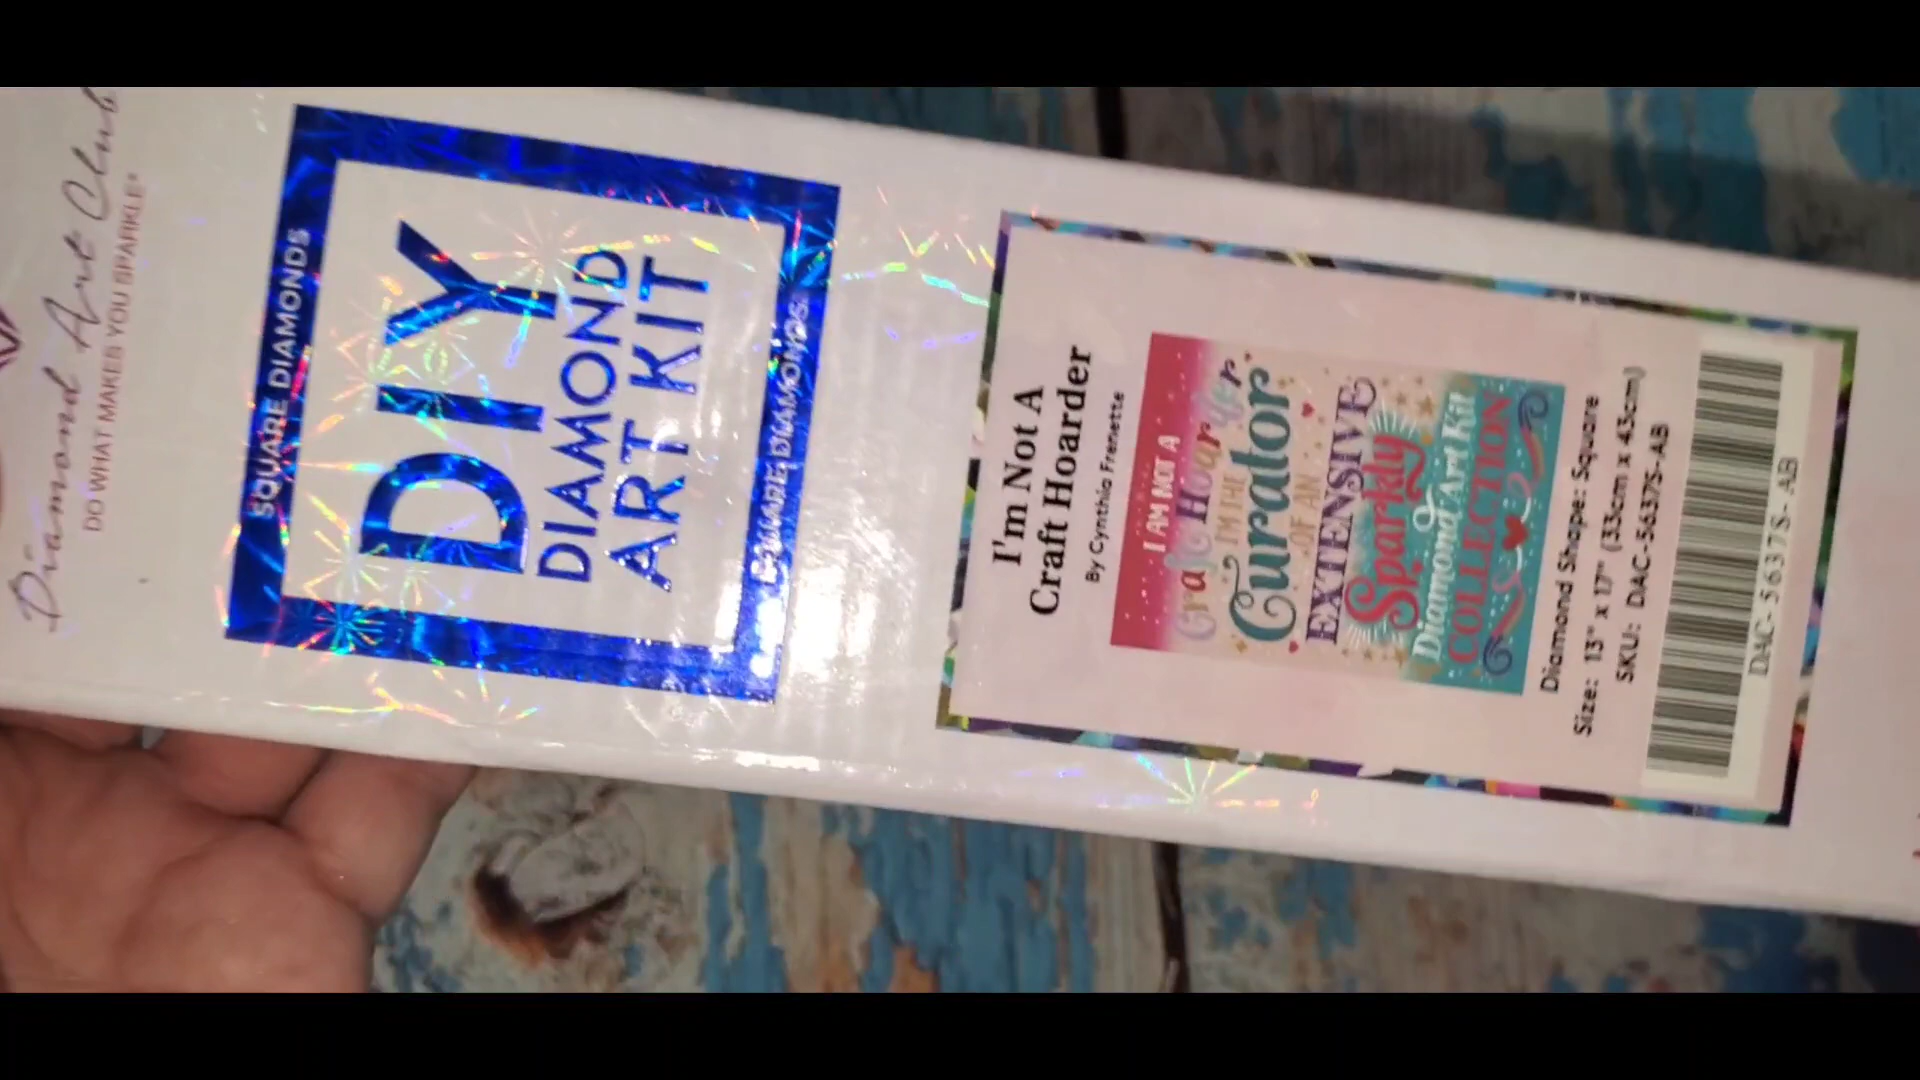 Diamond Art Club
DO WHAT MAKES YOU SPARKLE
SQUARE DIAMONDS
DIY
DIAMOND
ART KIT
SQUARE DIAMONDS
I'm Not A
Craft Hoarder
By Cynthia Frenette
I AM NOT A
Craft Hoarder
I'M THE
Curator
OF AN
EXTENSIVE
Sparkly
Diamond Art Kit
COLLECTION
Diamond Shape: Square
Size: 13" x 17" (33cm x 43cm)
SKU: DAC-5637S-AB
DAC-5637S-AB